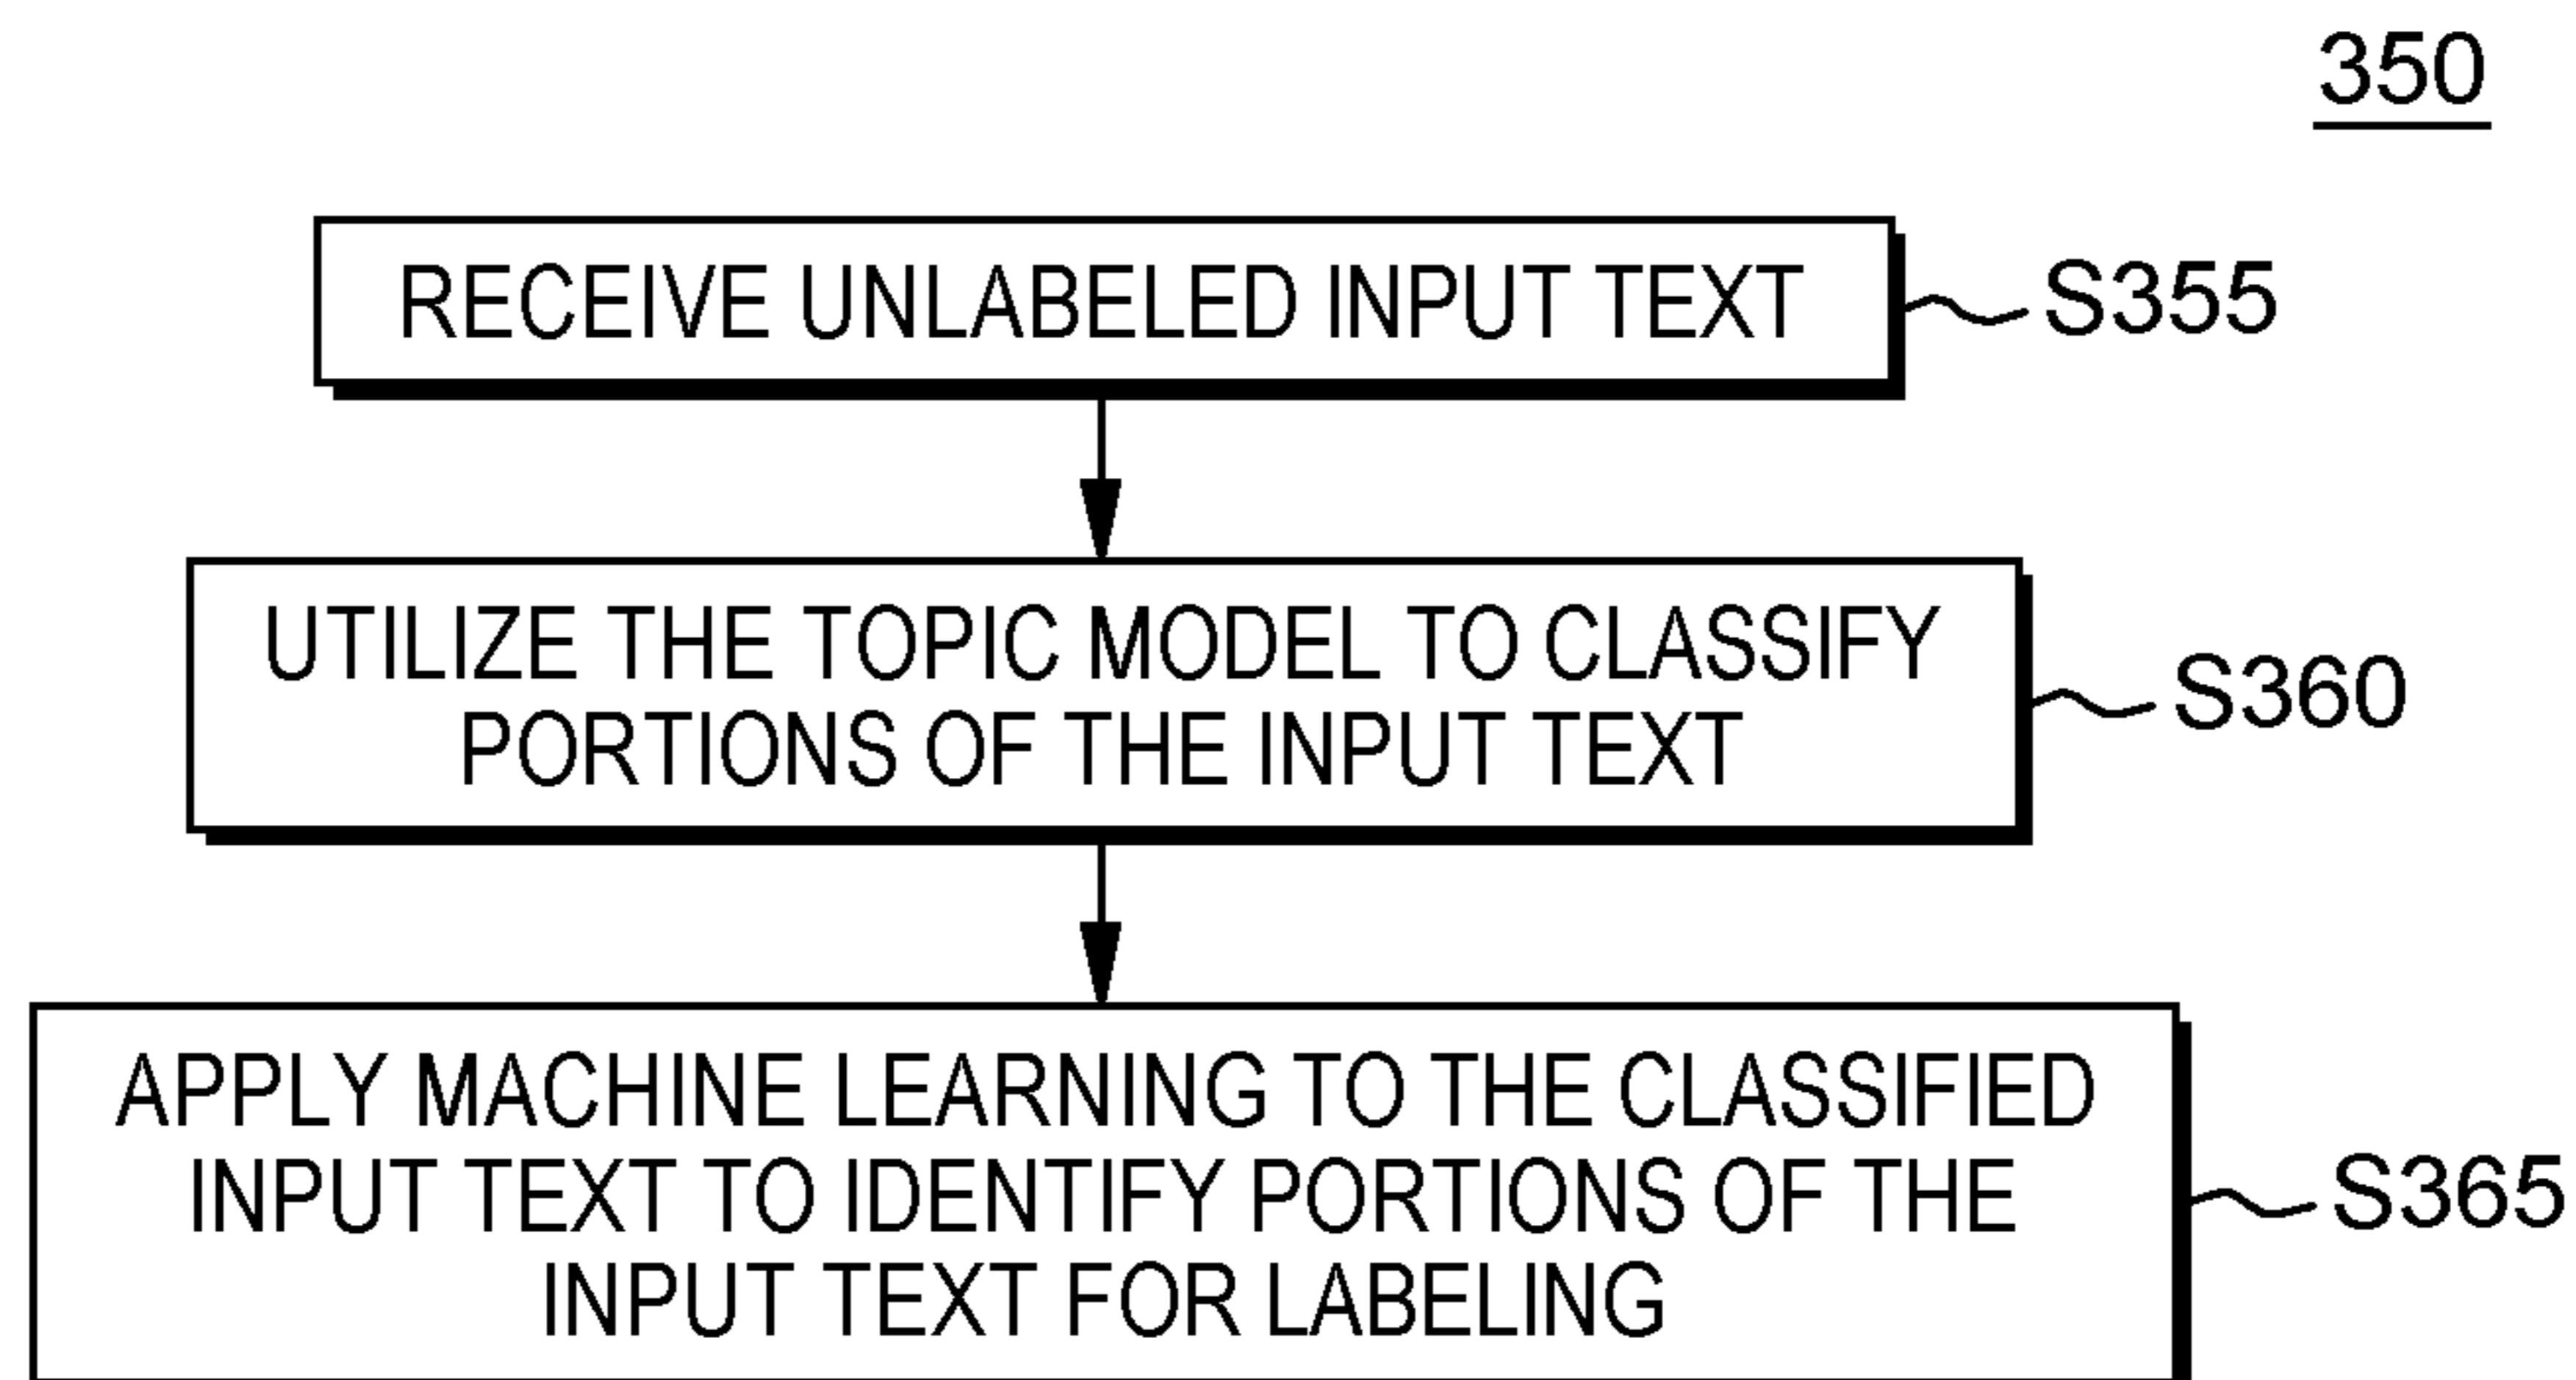 350
RECEIVE UNLABELED INPUT TEXT
S355
UTILIZE THE TOPIC MODEL TO CLASSIFY
PORTIONS OF THE INPUT TEXT
S360
APPLY MACHINE LEARNING TO THE CLASSIFIED
INPUT TEXT TO IDENTIFY PORTIONS OF THE
INPUT TEXT FOR LABELING
S365